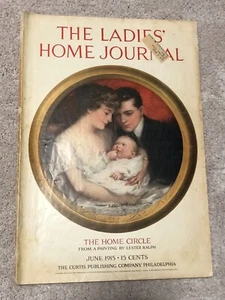 THE LADIES'
HOME JOURNAL
THE HOME CIRCLE
FROM A PAINTING BY LESTER RALPH
JUNE 1915 • 15 CENTS
THE CURTIS PUBLISHING COMPANY, PHILADELPHIA